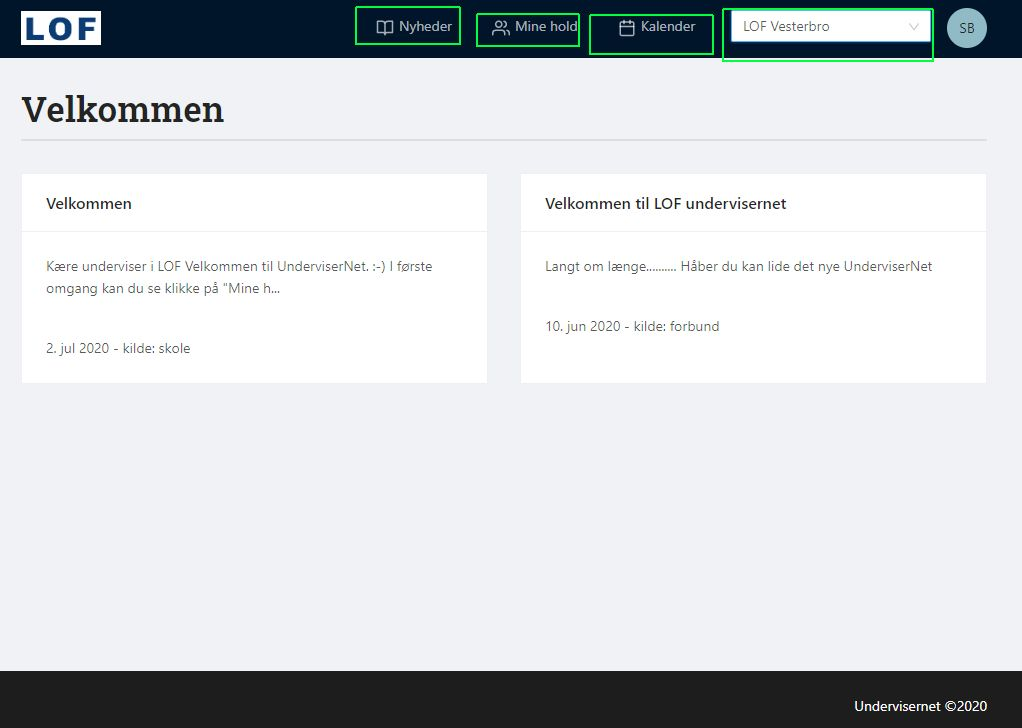 LOF
Nyheder
Mine hold
Kalender
LOF Vesterbro
SB
Velkommen
Velkommen
Kære underviser i LOF Velkommen til UnderviserNet. :-) I første
omgang kan du se klikke på "Mine h...
2. jul 2020 - kilde: skole
Velkommen til LOF undervisernet
Langt om længe.......... Håber du kan lide det nye UnderviserNet
10. jun 2020 - kilde: forbund
Undervisernet ©2020